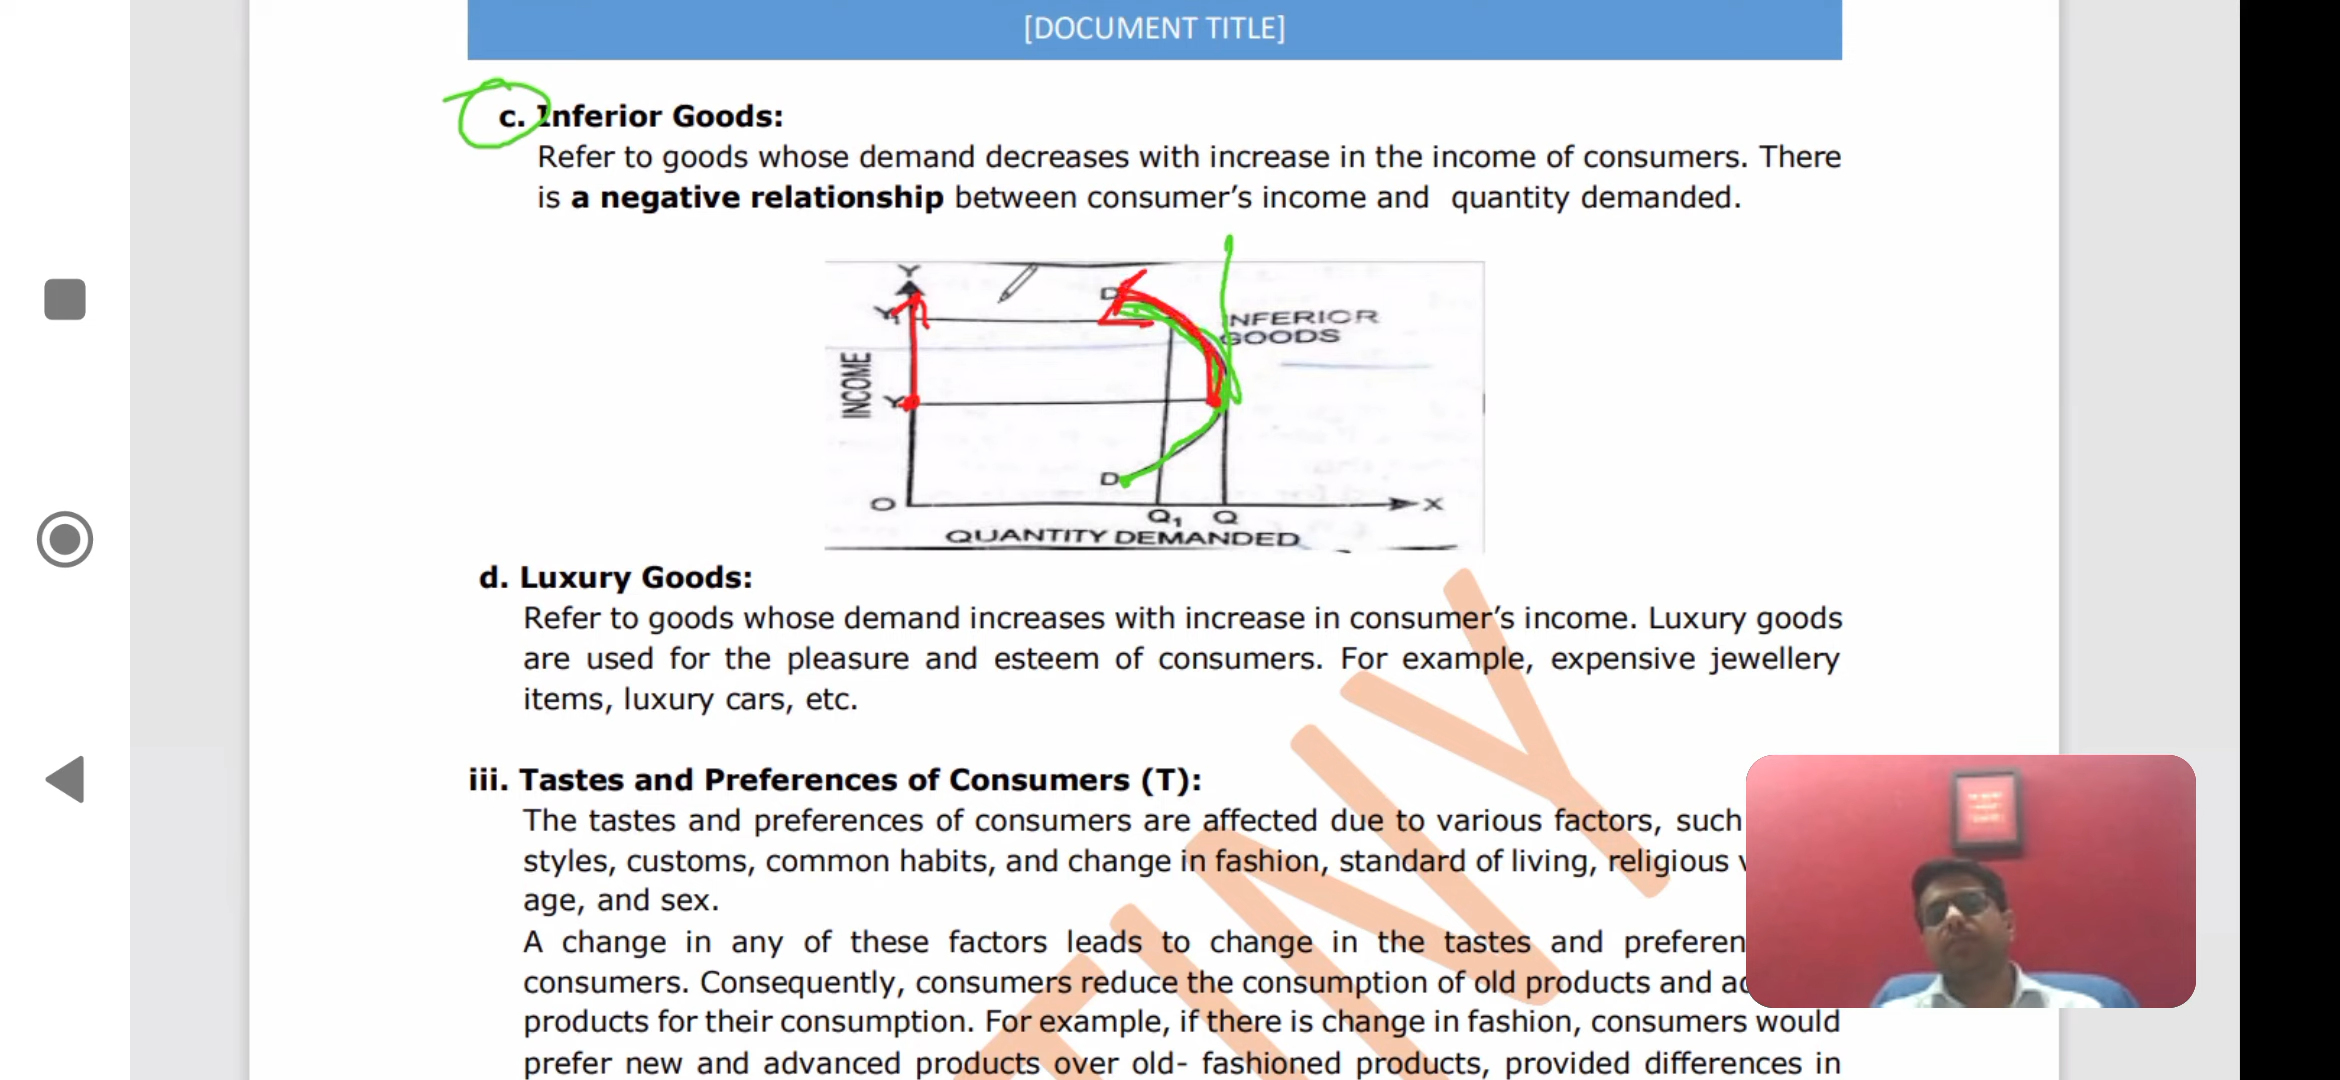 [DOCUMENT TITLE]
c. Inferior Goods:
Refer to goods whose demand decreases with increase in the income of consumers. There
is a negative relationship between consumer’s income and quantity demanded.
Y
D
Y1
INFERIOR
GOODS
INCOME
Y
D
O
Q1 Q
X
QUANTITY DEMANDED
d. Luxury Goods:
Refer to goods whose demand increases with increase in consumer’s income. Luxury goods
are used for the pleasure and esteem of consumers. For example, expensive jewellery
items, luxury cars, etc.
iii. Tastes and Preferences of Consumers (T):
The tastes and preferences of consumers are affected due to various factors, such
styles, customs, common habits, and change in fashion, standard of living, religious
age, and sex.
A change in any of these factors leads to change in the tastes and preferen
consumers. Consequently, consumers reduce the consumption of old products and
products for their consumption. For example, if there is change in fashion, consumers would
prefer new and advanced products over old- fashioned products, provided differences in
TINY